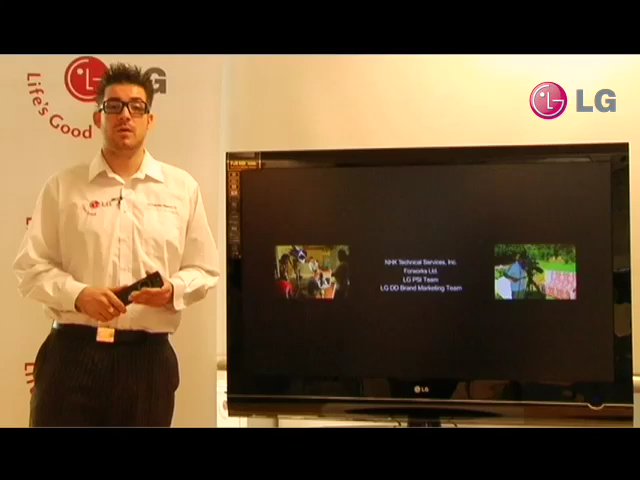 LG
Life's Good
LG
LG
NHK Technical Services, Inc.
Forworks Ltd.
LG PSI Team
LG DD Brand Marketing Team
LG